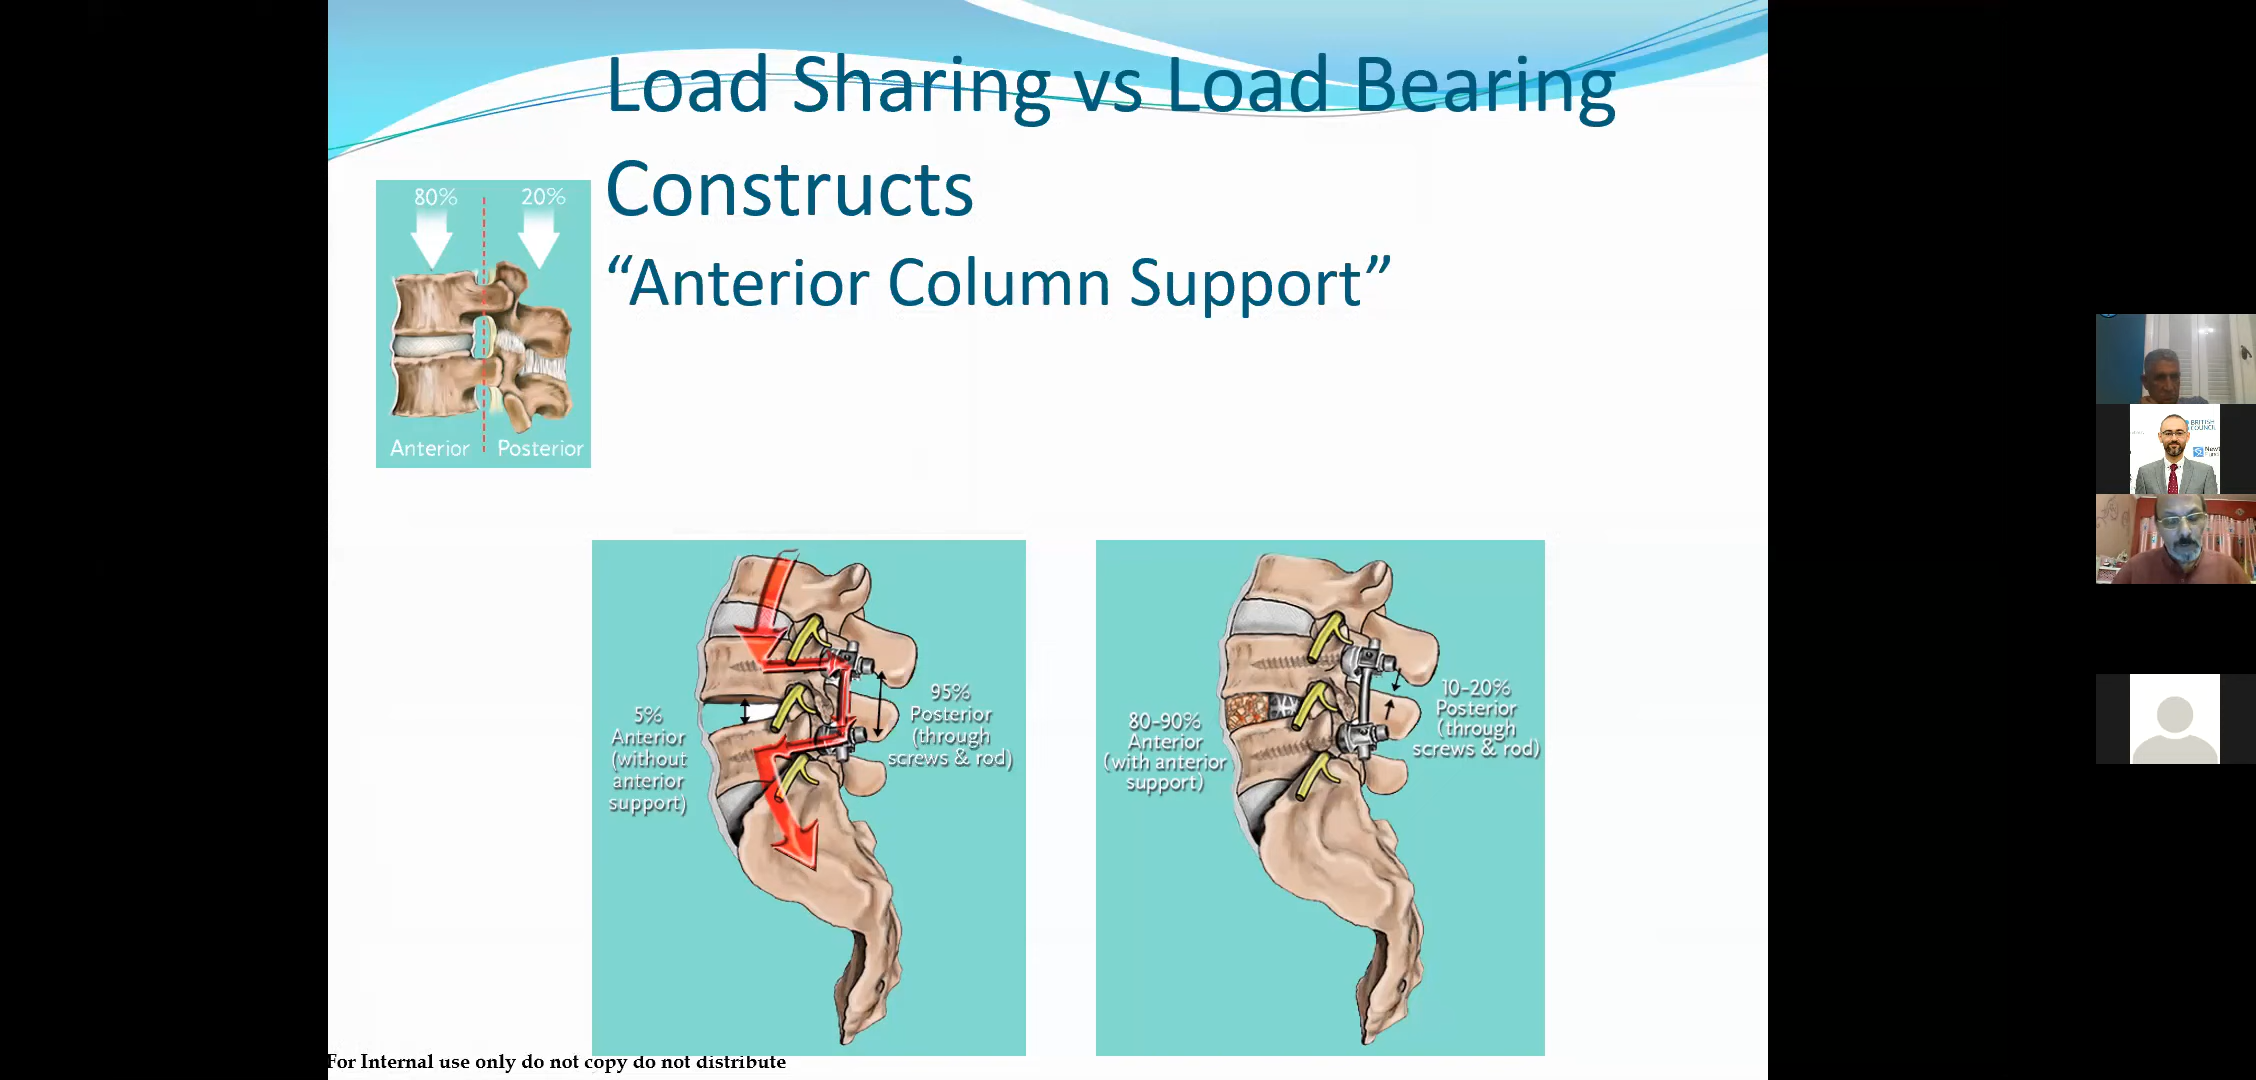 Load Sharing vs Load Bearing
Constructs
“Anterior Column Support”
80%
20%
Anterior
Posterior
5%
Anterior
(without
anterior
support)
95%
Posterior
(through
screws & rod)
80-90%
Anterior
(with anterior
support)
10-20%
Posterior
(through
screws & rod)
For Internal use only do not copy do not distribute
BRITISH
COUNCIL